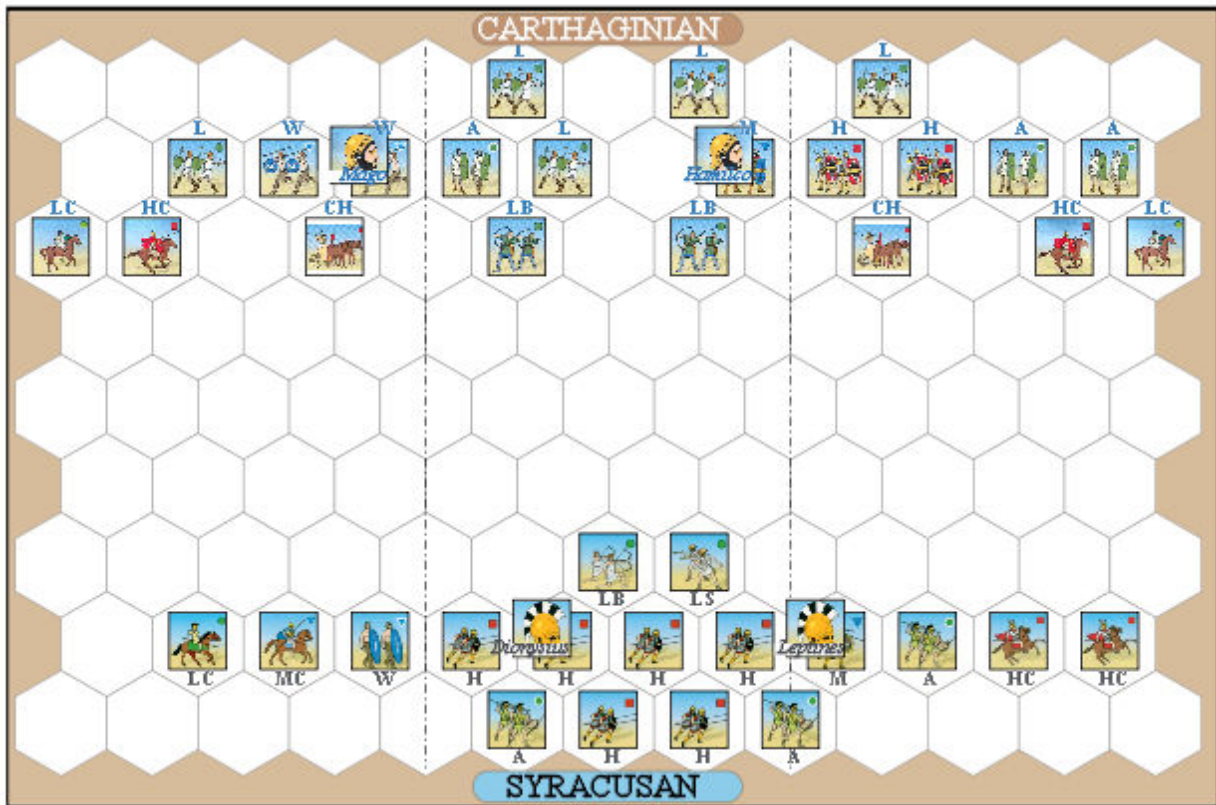 CARTHAGINIAN
L L L
L W W A L M H H A A
Mago Hamilco
LC HC CH LB LB CH HC LC
LB LS
Dionysius Leptines
LC MC W H H H H M A HC HC
A H H A
SYRACUSAN